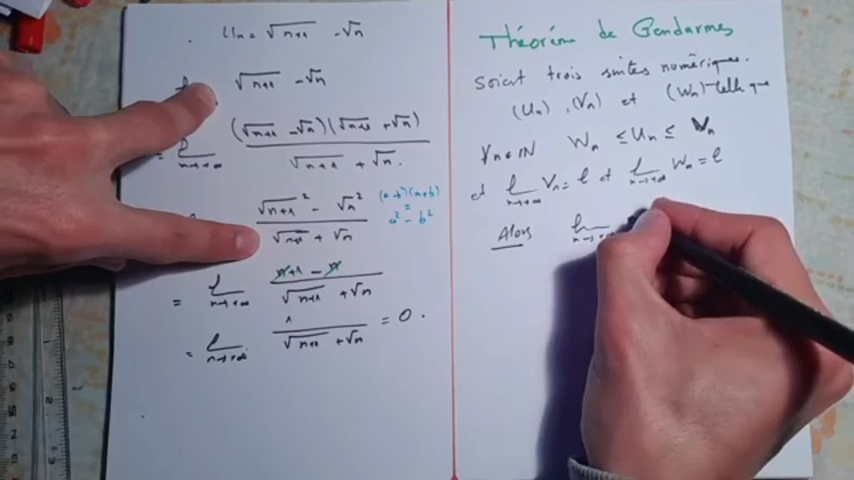 Un = √n+1 - √n
√n+1 - √n
= lim n→+∞ (√n+1 - √n)(√n+1 + √n) / √n+1 + √n.
√n+1² - √n² / √n+1 + √n
(a-b)(a+b)
=
a² - b²
= lim n→+∞ n+1 - n / √n+1 + √n
= lim n→+∞ 1 / √n+1 + √n = 0.
Théorème de Gendarmes
Soient trois suites numériques.
(Un), (Vn) et (Wn) telle que
∀n∈IN Wn ≤ Un ≤ Vn
et lim n→+∞ Vn = l et lim n→+∞ Wn = l
Alors lim n→+∞